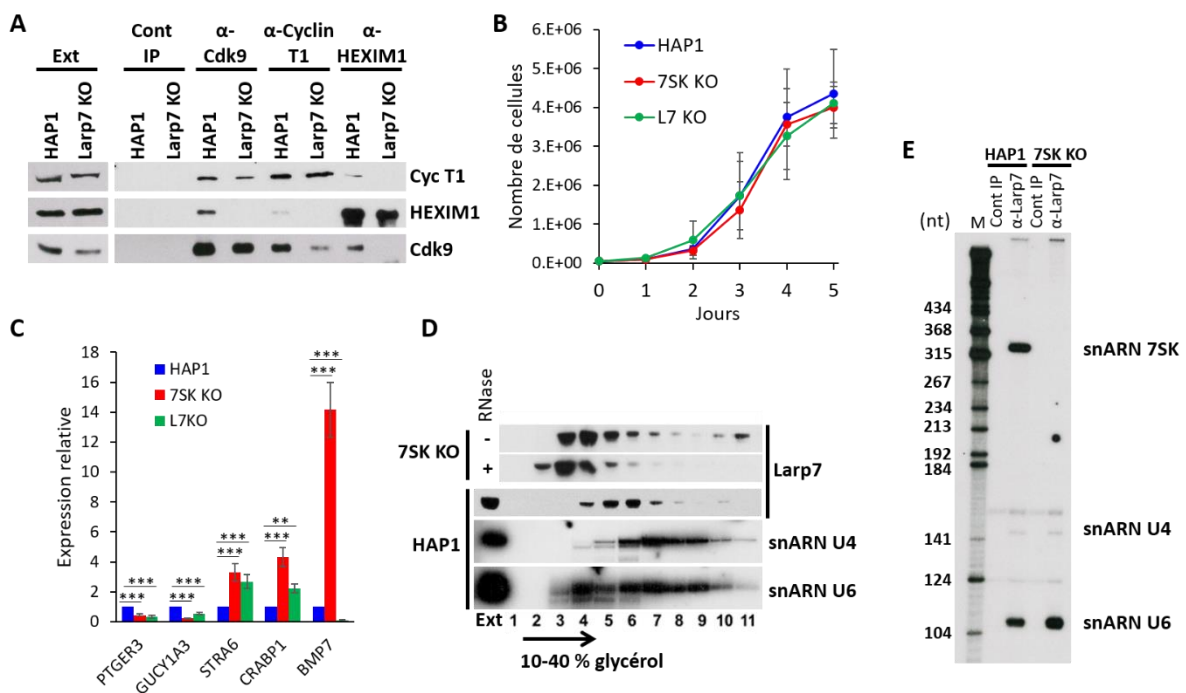 A
Ext
Cont
IP
α-
Cdk9
α-Cyclin
T1
α-
HEXIM1
HAP1
Larp7 KO
HAP1
Larp7 KO
HAP1
Larp7 KO
HAP1
Larp7 KO
HAP1
Larp7 KO
Cyc T1
HEXIM1
Cdk9
B
Nombre de cellules
6.E+06
5.E+06
4.E+06
3.E+06
2.E+06
1.E+06
0.E+00
HAP1
7SK KO
L7 KO
0 1 2 3 4 5
Jours
C
Expression relative
18
16
14
12
10
8
6
4
2
0
HAP1
7SK KO
L7KO
***
***
***
***
***
***
**
***
***
***
PTGER3
GUCY1A3
STRA6
CRABP1
BMP7
D
RNase
7SK KO
-
+
Larp7
HAP1
snARN U4
snARN U6
Ext 1 2 3 4 5 6 7 8 9 10 11
10-40 % glycérol
E
HAP1 7SK KO
(nt)
M
Cont IP
α-Larp7
Cont IP
α-Larp7
434
368
315
267
234
213
192
184
141
124
104
snARN 7SK
snARN U4
snARN U6